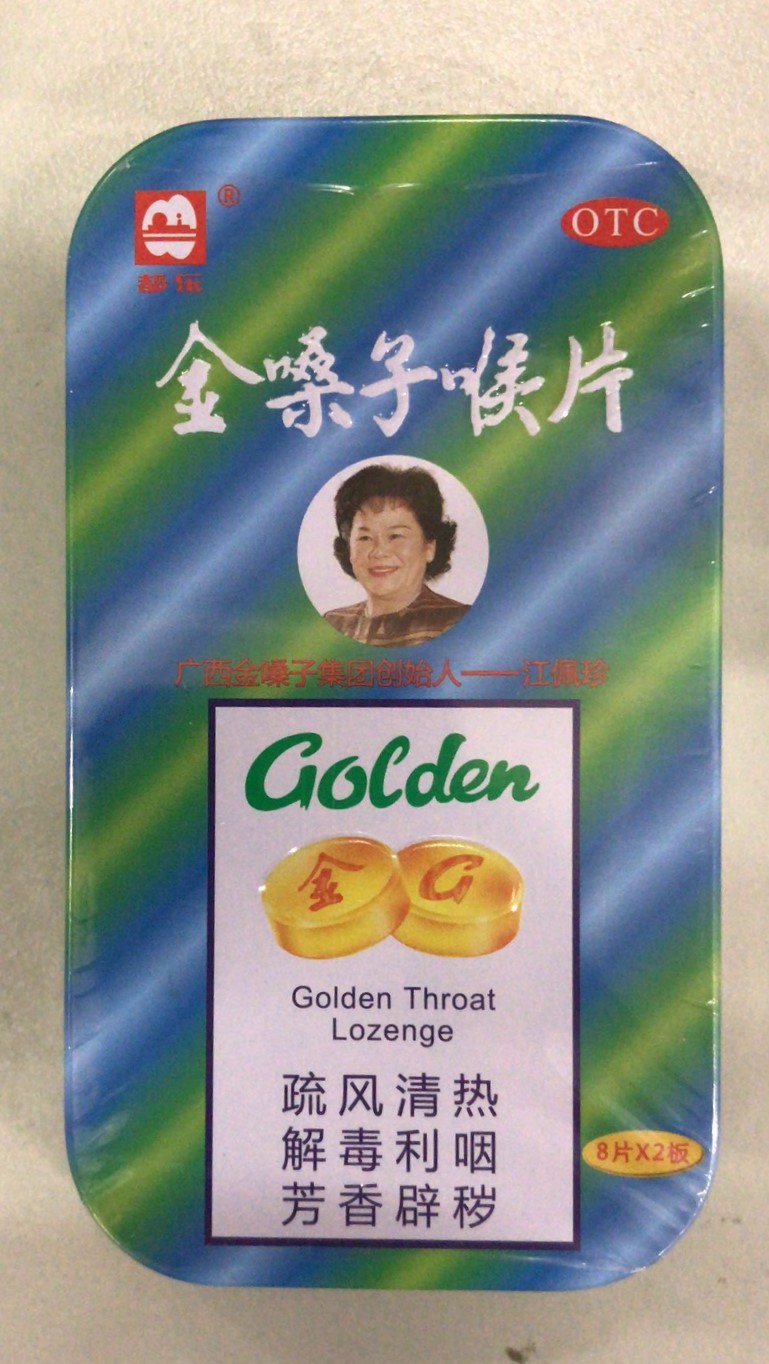 ®
OTC
都乐
金嗓子喉片
广西金嗓子集团创始人——江佩珍
Golden
金 G
Golden Throat
Lozenge
疏风清热
解毒利咽
芳香辟秽
8片X2板